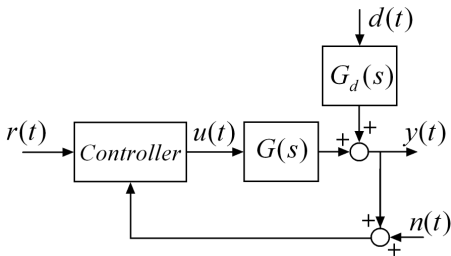 d(t)
G_d(s)
r(t)
Controller
u(t)
G(s)
+
+
y(t)
+
n(t)
+